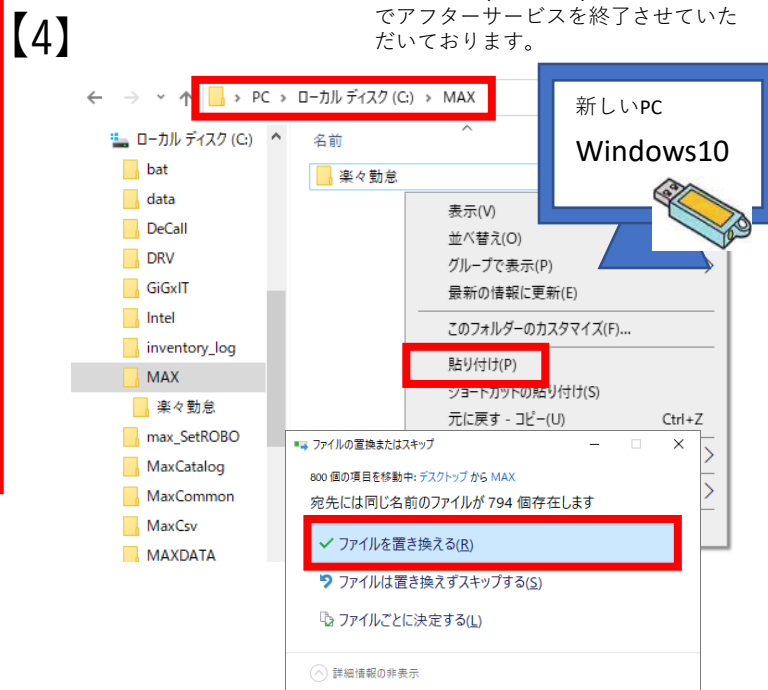 でアフターサービスを終了させていた
だいております。
【4】
PC › ローカル ディスク (C:) › MAX
新しいPC
Windows10
ローカル ディスク (C:)
bat
data
DeCall
DRV
GiGxIT
Intel
inventory_log
MAX
楽々勤怠
max_SetROBO
MaxCatalog
MaxCommon
MaxCsv
MAXDATA
名前
楽々勤怠
表示(V)
並べ替え(O)
グループで表示(P)
最新の情報に更新(E)
このフォルダーのカスタマイズ(F)...
貼り付け(P)
ショートカットの貼り付け(S)
元に戻す - コピー(U) Ctrl+Z
ファイルの置換またはスキップ
800 個の項目を移動中: デスクトップ から MAX
宛先には同じ名前のファイルが 794 個存在します
ファイルを置き換える(R)
ファイルは置き換えずスキップする(S)
ファイルごとに決定する(L)
詳細情報の非表示